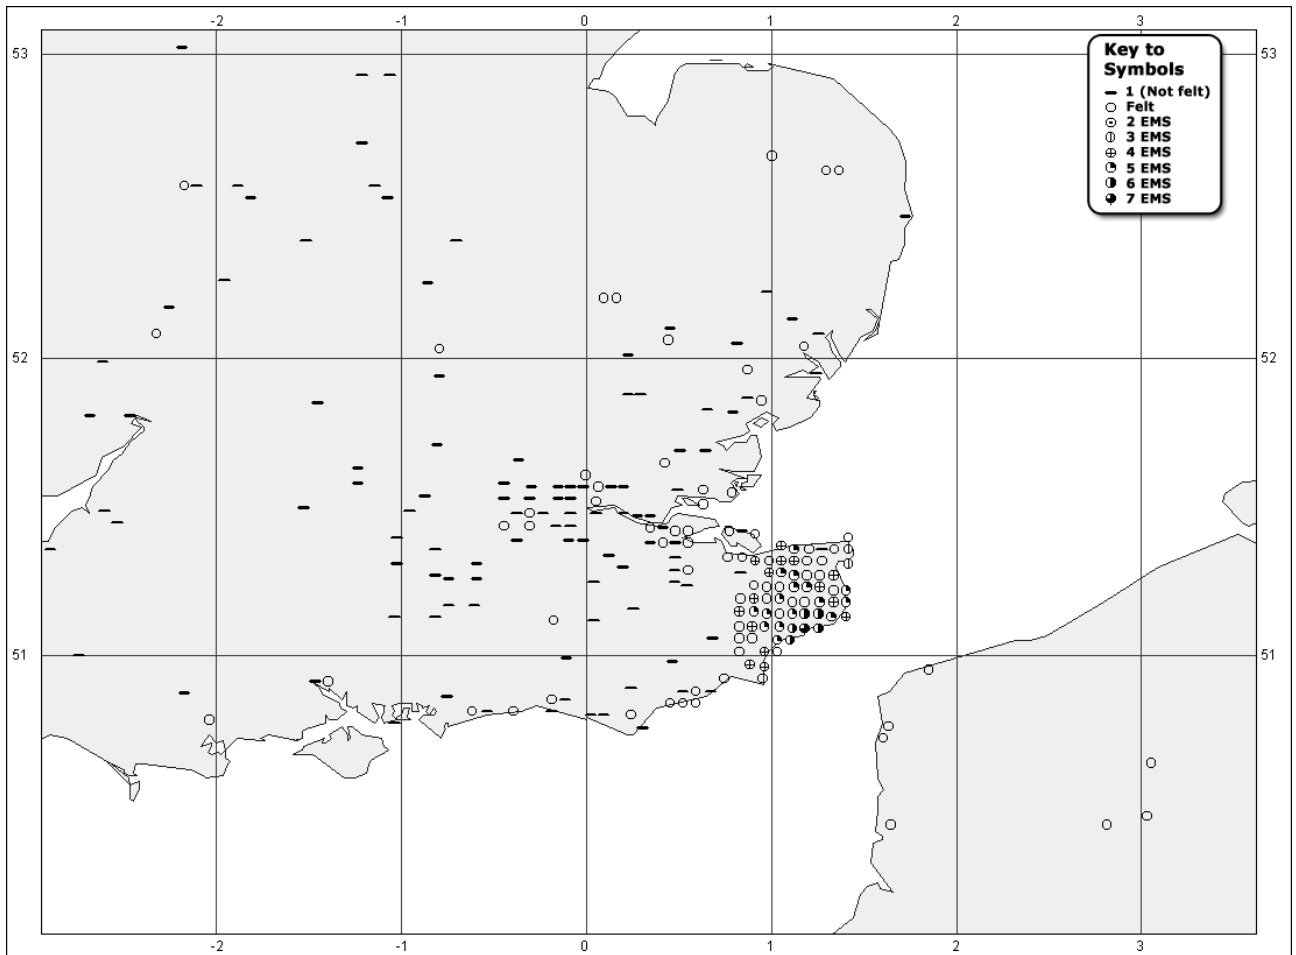 -2 -1 0 1 2 3
53 53
Key to
Symbols
1 (Not felt)
Felt
2 EMS
3 EMS
4 EMS
5 EMS
6 EMS
7 EMS
52 52
51 51
-2 -1 0 1 2 3